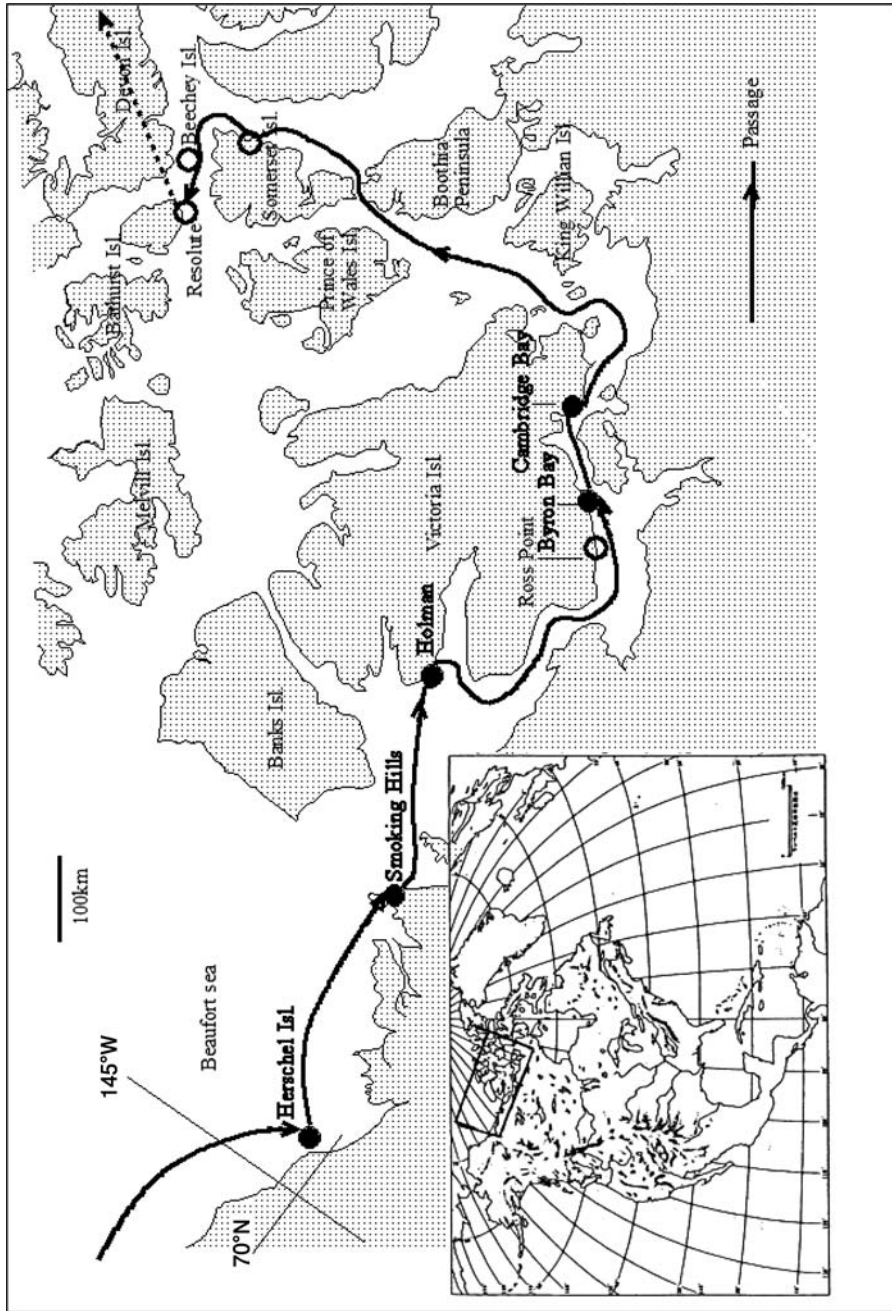 145°W
70°N
Beaufort sea
100km
Herschel Isl.
Smoking Hills
Banks Isl.
Holman
Melvill Isl.
Victoria Isl.
Ross Point
Byron Bay
Cambridge Bay
Bathurst Isl.
Resolute
Prince of
Wales Isl.
Devon Isl.
Beechey Isl.
Somerset Isl.
Boothia
Peninsula
King Willian Isl.
Passage